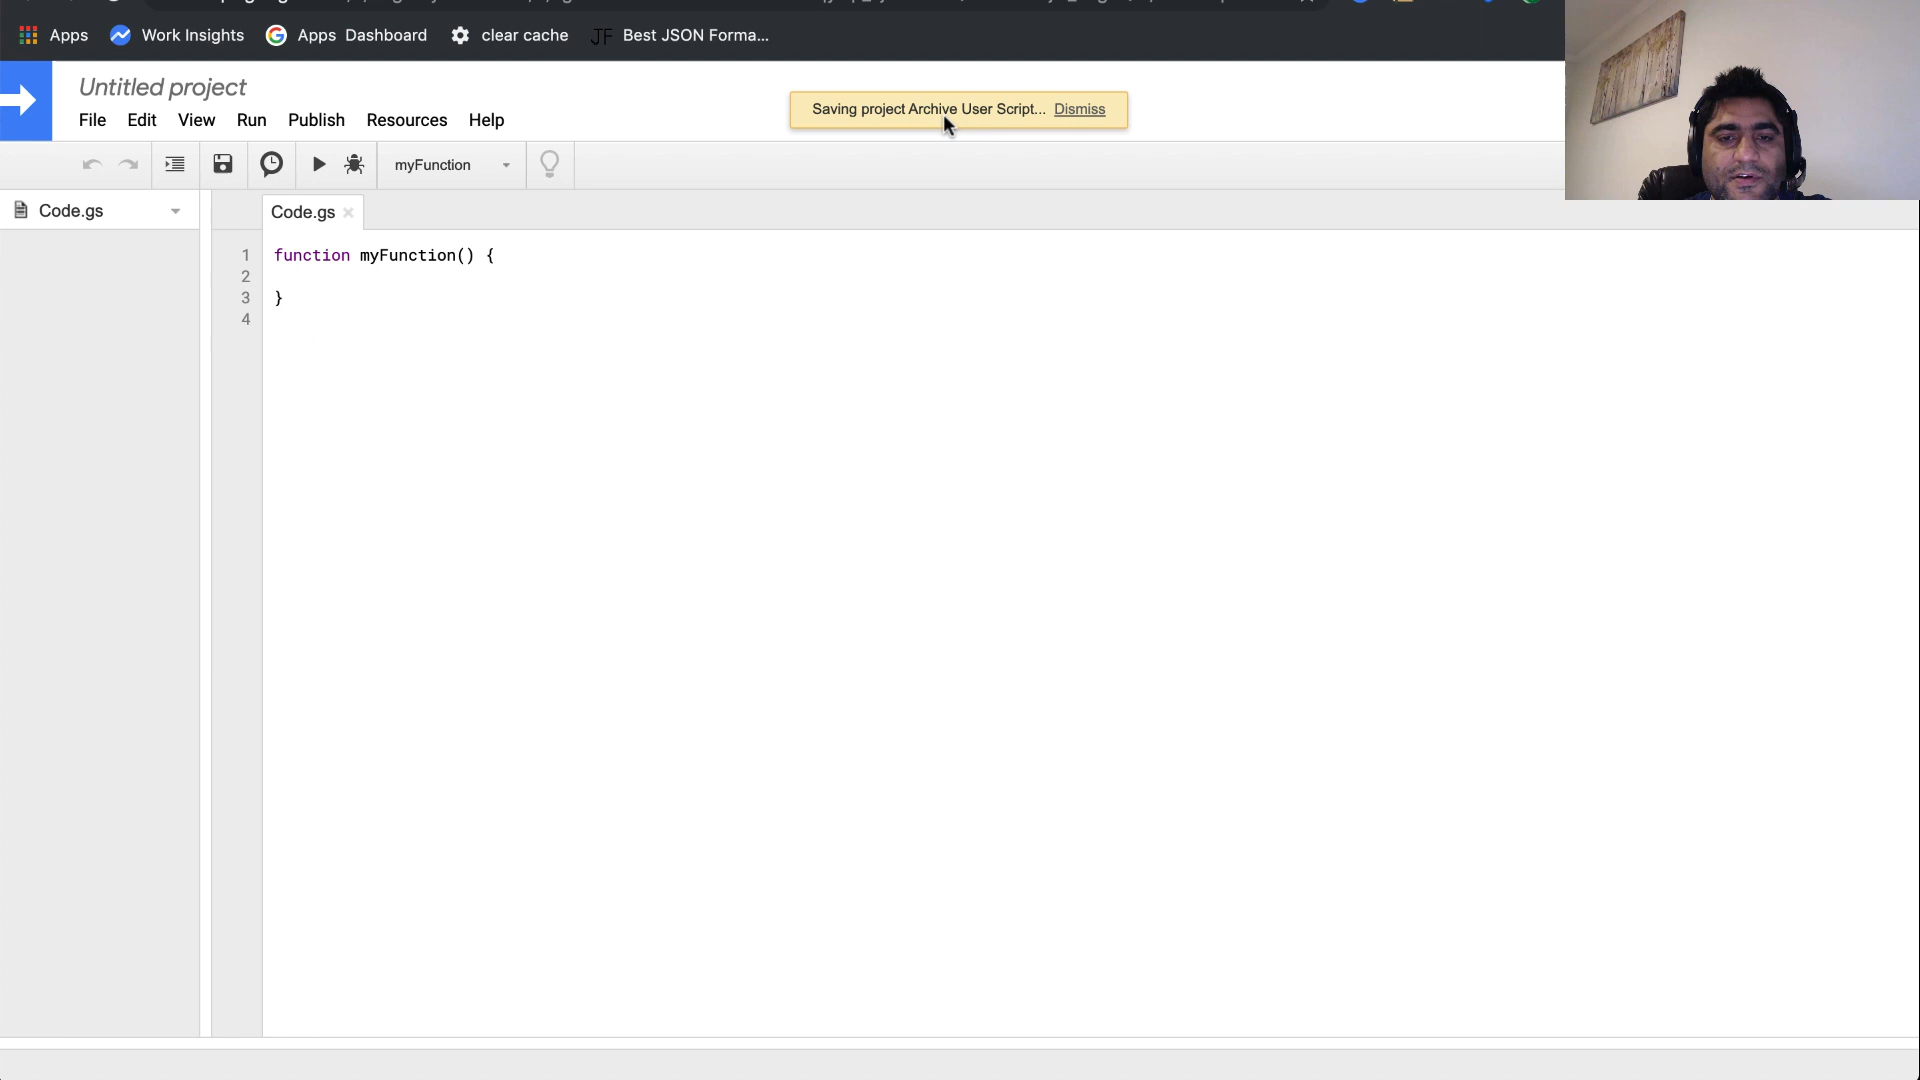 Apps Work Insights Apps Dashboard clear cache JF Best JSON Forma...
Untitled project
File Edit View Run Publish Resources Help
Saving project Archive User Script... Dismiss
myFunction
Code.gs
Code.gs
1 function myFunction() {
2
3 }
4